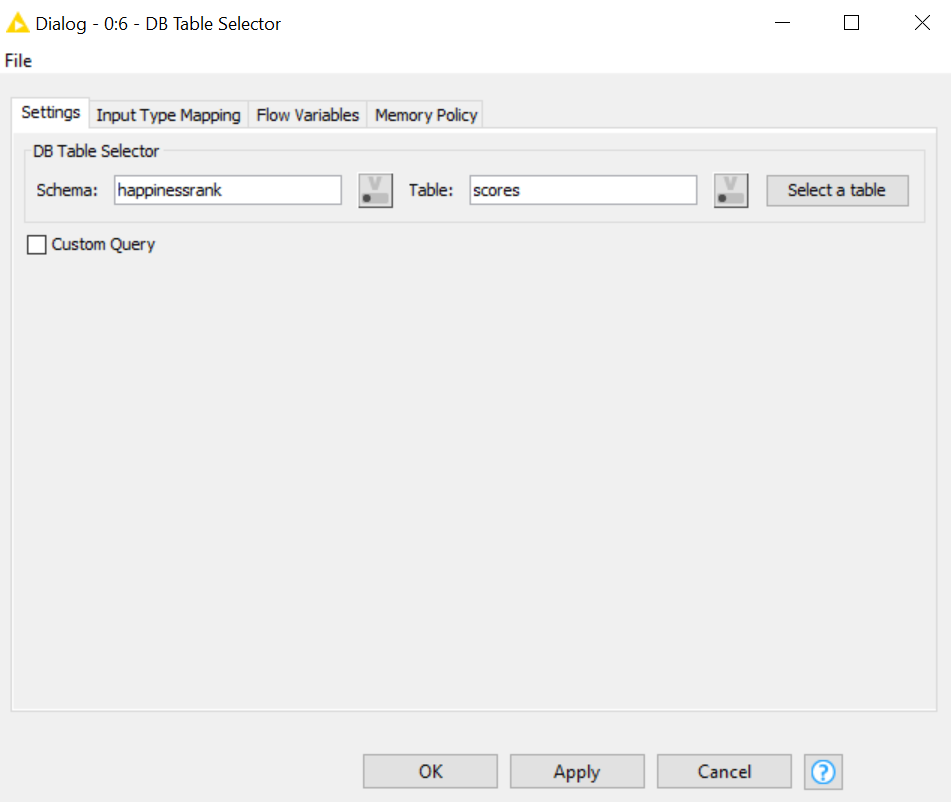 Dialog - 0:6 - DB Table Selector
File
Settings Input Type Mapping Flow Variables Memory Policy
DB Table Selector
Schema: happinessrank V Table: scores V Select a table
Custom Query
OK Apply Cancel ?